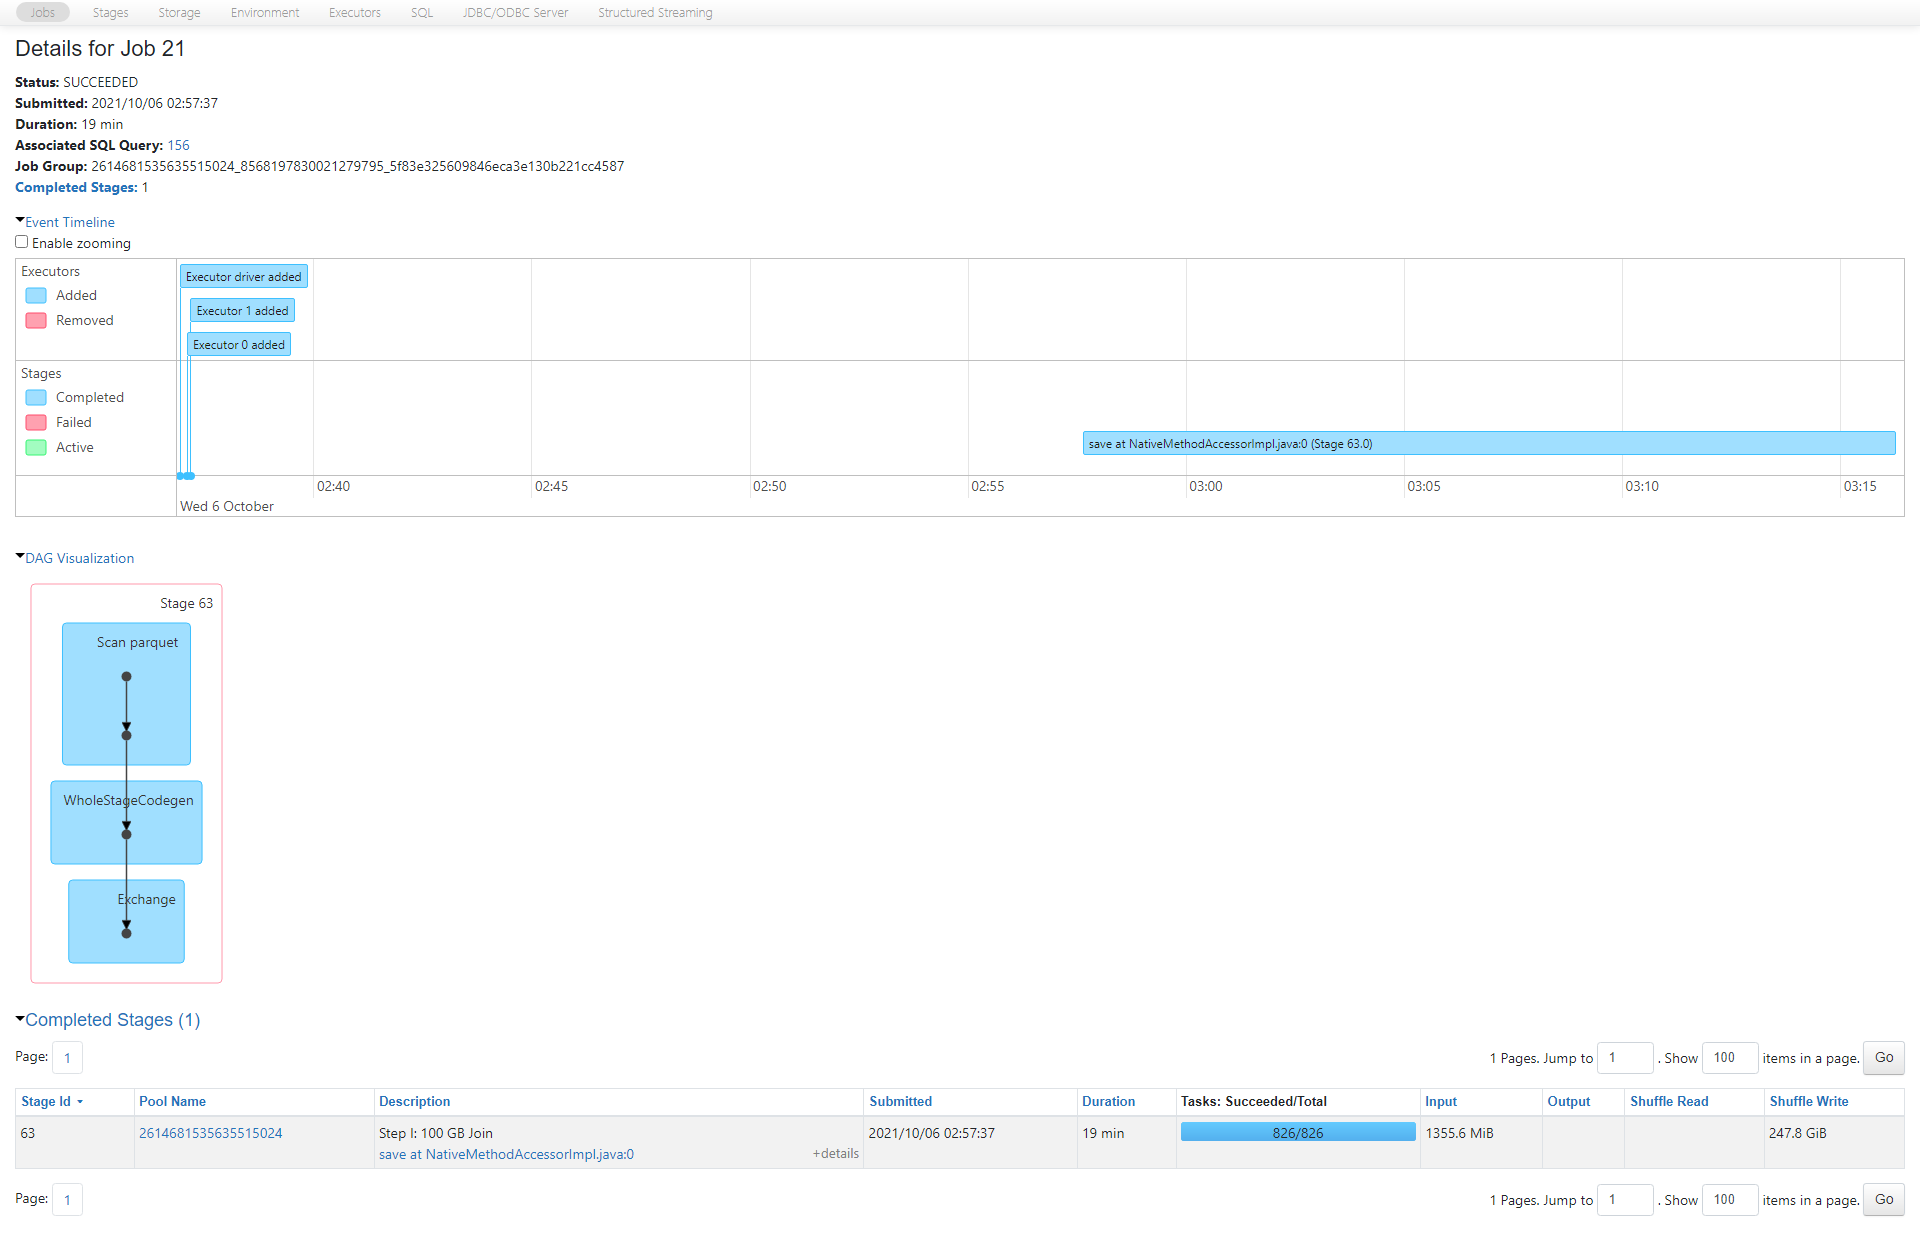 Jobs Stages Storage Environment Executors SQL JDBC/ODBC Server Structured Streaming
Details for Job 21
Status: SUCCEEDED
Submitted: 2021/10/06 02:57:37
Duration: 19 min
Associated SQL Query: 156
Job Group: 2614681535635515024_8568197830021279795_5f83e325609846eca3e130b221cc4587
Completed Stages: 1
Event Timeline
Enable zooming
Executors
Added
Removed
Executor driver added
Executor 1 added
Executor 0 added
Stages
Completed
Failed
Active
save at NativeMethodAccessorImpl.java:0 (Stage 63.0)
02:40 02:45 02:50 02:55 03:00 03:05 03:10 03:15
Wed 6 October
DAG Visualization
Stage 63
Scan parquet
WholeStageCodegen
Exchange
Completed Stages (1)
Page: 1 1 Pages. Jump to 1 . Show 100 items in a page. Go
Stage Id Pool Name Description Submitted Duration Tasks: Succeeded/Total Input Output Shuffle Read Shuffle Write
63 2614681535635515024 Step I: 100 GB Join 2021/10/06 02:57:37 19 min 826/826 1355.6 MiB 247.8 GiB
save at NativeMethodAccessorImpl.java:0 +details
Page: 1 1 Pages. Jump to 1 . Show 100 items in a page. Go